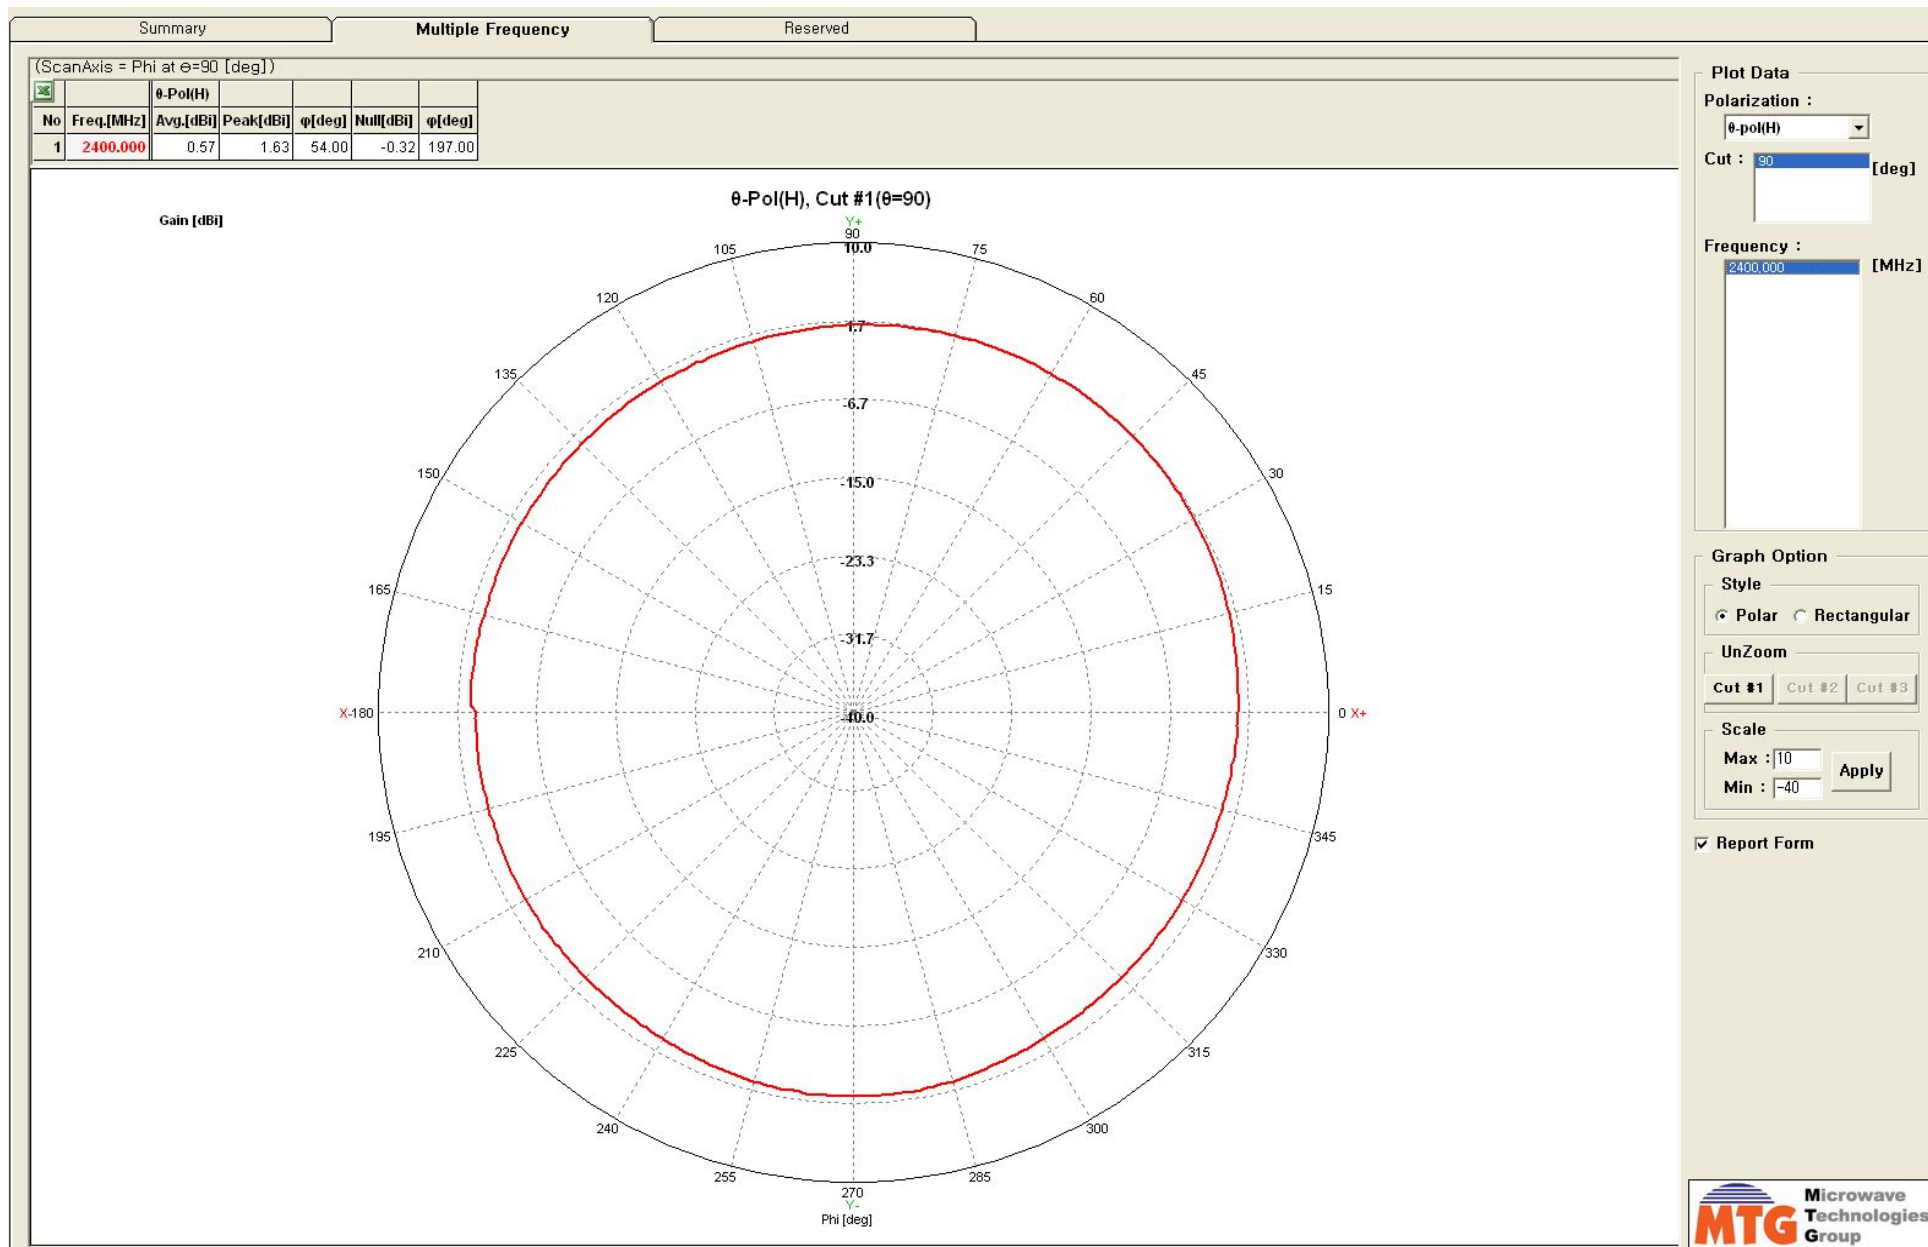 Summary
Multiple Frequency
Reserved
(ScanAxis = Phi at Θ=90 [deg])
θ-Pol(H)
No Freq.[MHz] Avg.[dBi] Peak[dBi] φ[deg] Null[dBi] φ[deg]
1 2400.000 0.57 1.63 54.00 -0.32 197.00
θ-Pol(H), Cut #1(θ=90)
Gain [dBi]
Y+
90
10.0
105
75
120
60
1.7
135
45
-6.7
150
30
-15.0
-23.3
165
15
-31.7
X-180
-40.0
0 X+
195
345
210
330
225
315
240
300
255
285
270
Y-
Phi [deg]
Plot Data
Polarization :
θ-pol(H)
Cut : 90 [deg]
Frequency :
2400,000 [MHz]
Graph Option
Style
Polar Rectangular
UnZoom
Cut #1 Cut #2 Cut #3
Scale
Max : 10
Min : -40
Apply
Report Form
MTG
Microwave
Technologies
Group